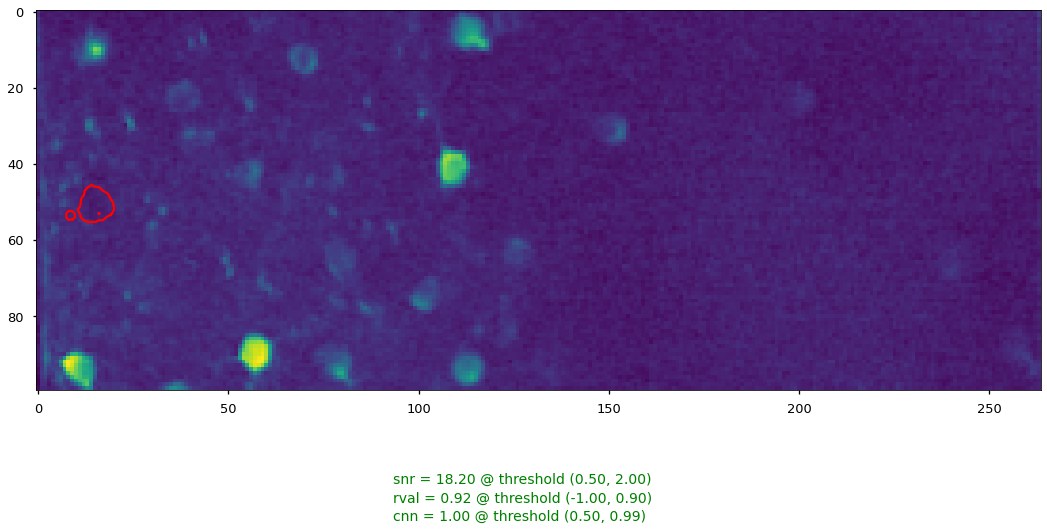 0
20
40
60
80
0 50 100 150 200 250
snr = 18.20 @ threshold (0.50, 2.00)
rval = 0.92 @ threshold (-1.00, 0.90)
cnn = 1.00 @ threshold (0.50, 0.99)